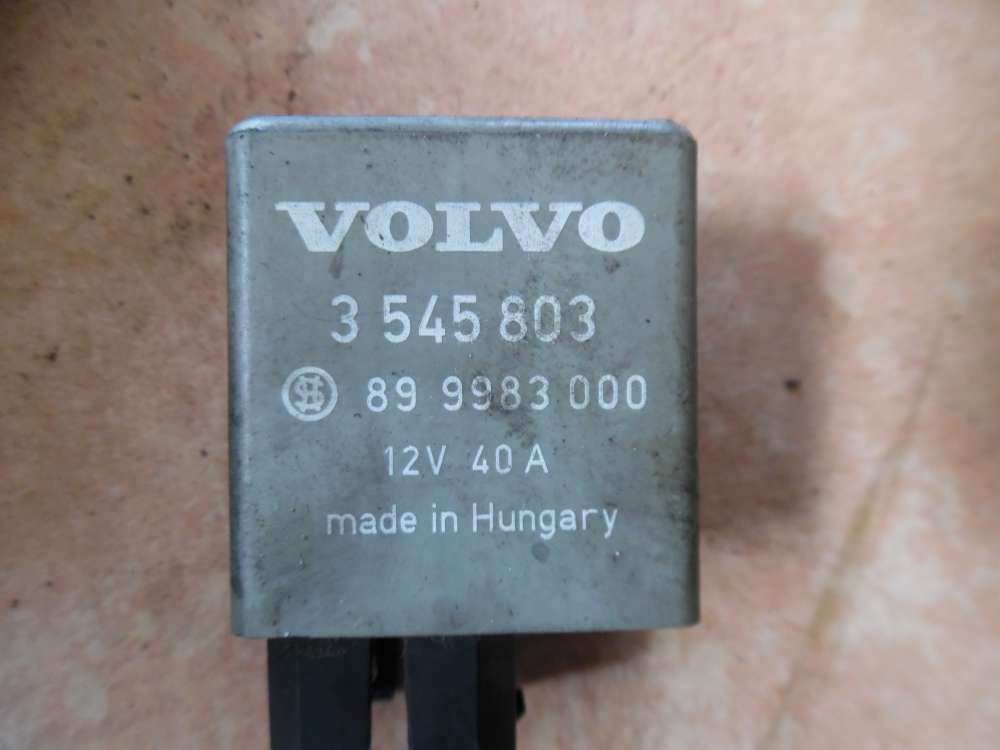 VOLVO
3 545 803
89 9983 000
12V 40 A
made in Hungary